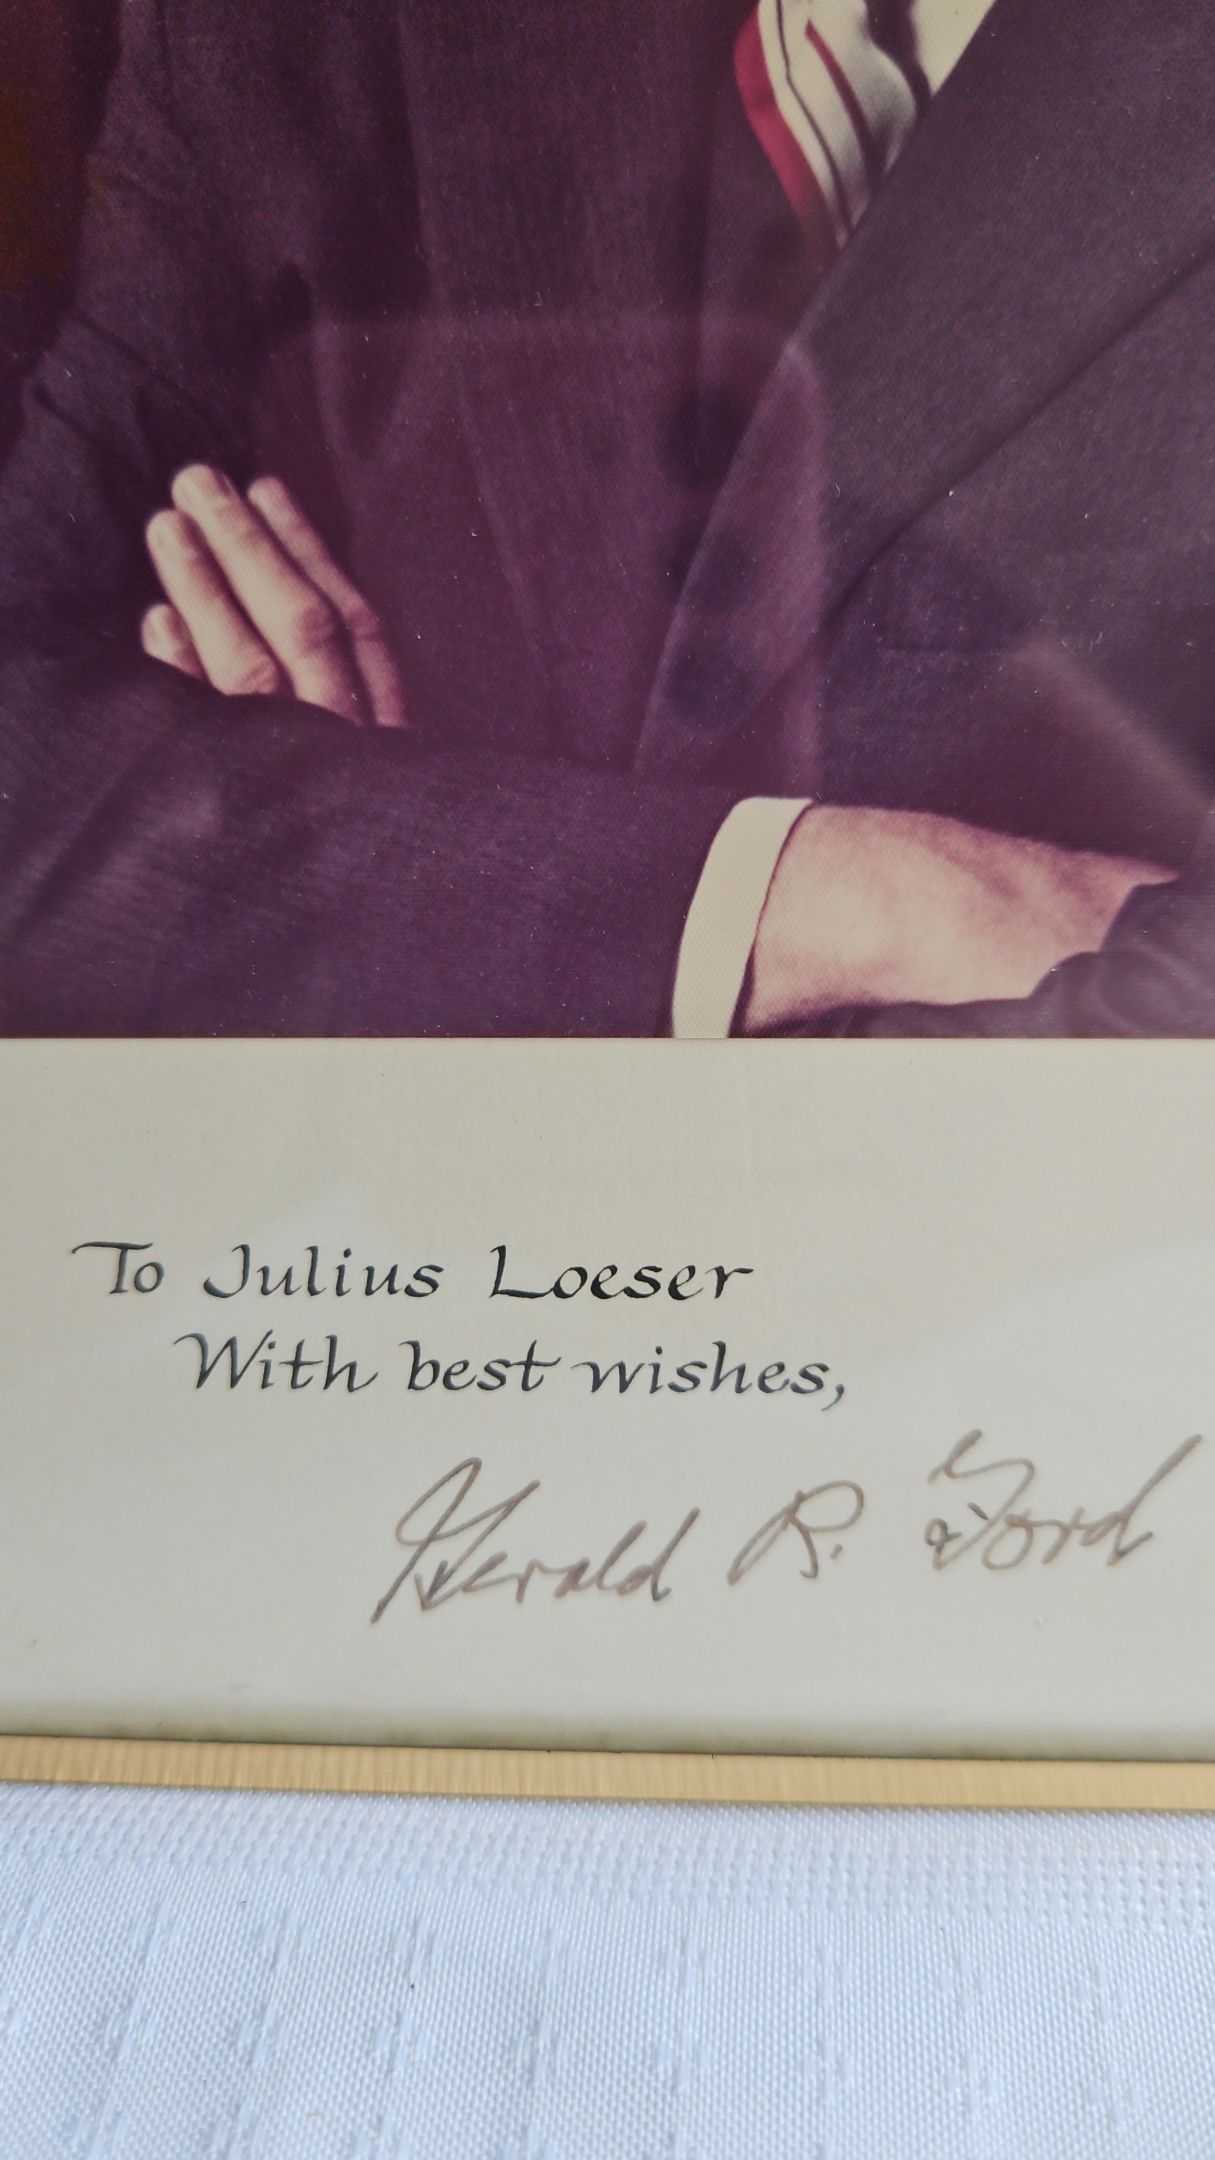 To Julius Loeser
With best wishes,
Gerald R. Ford